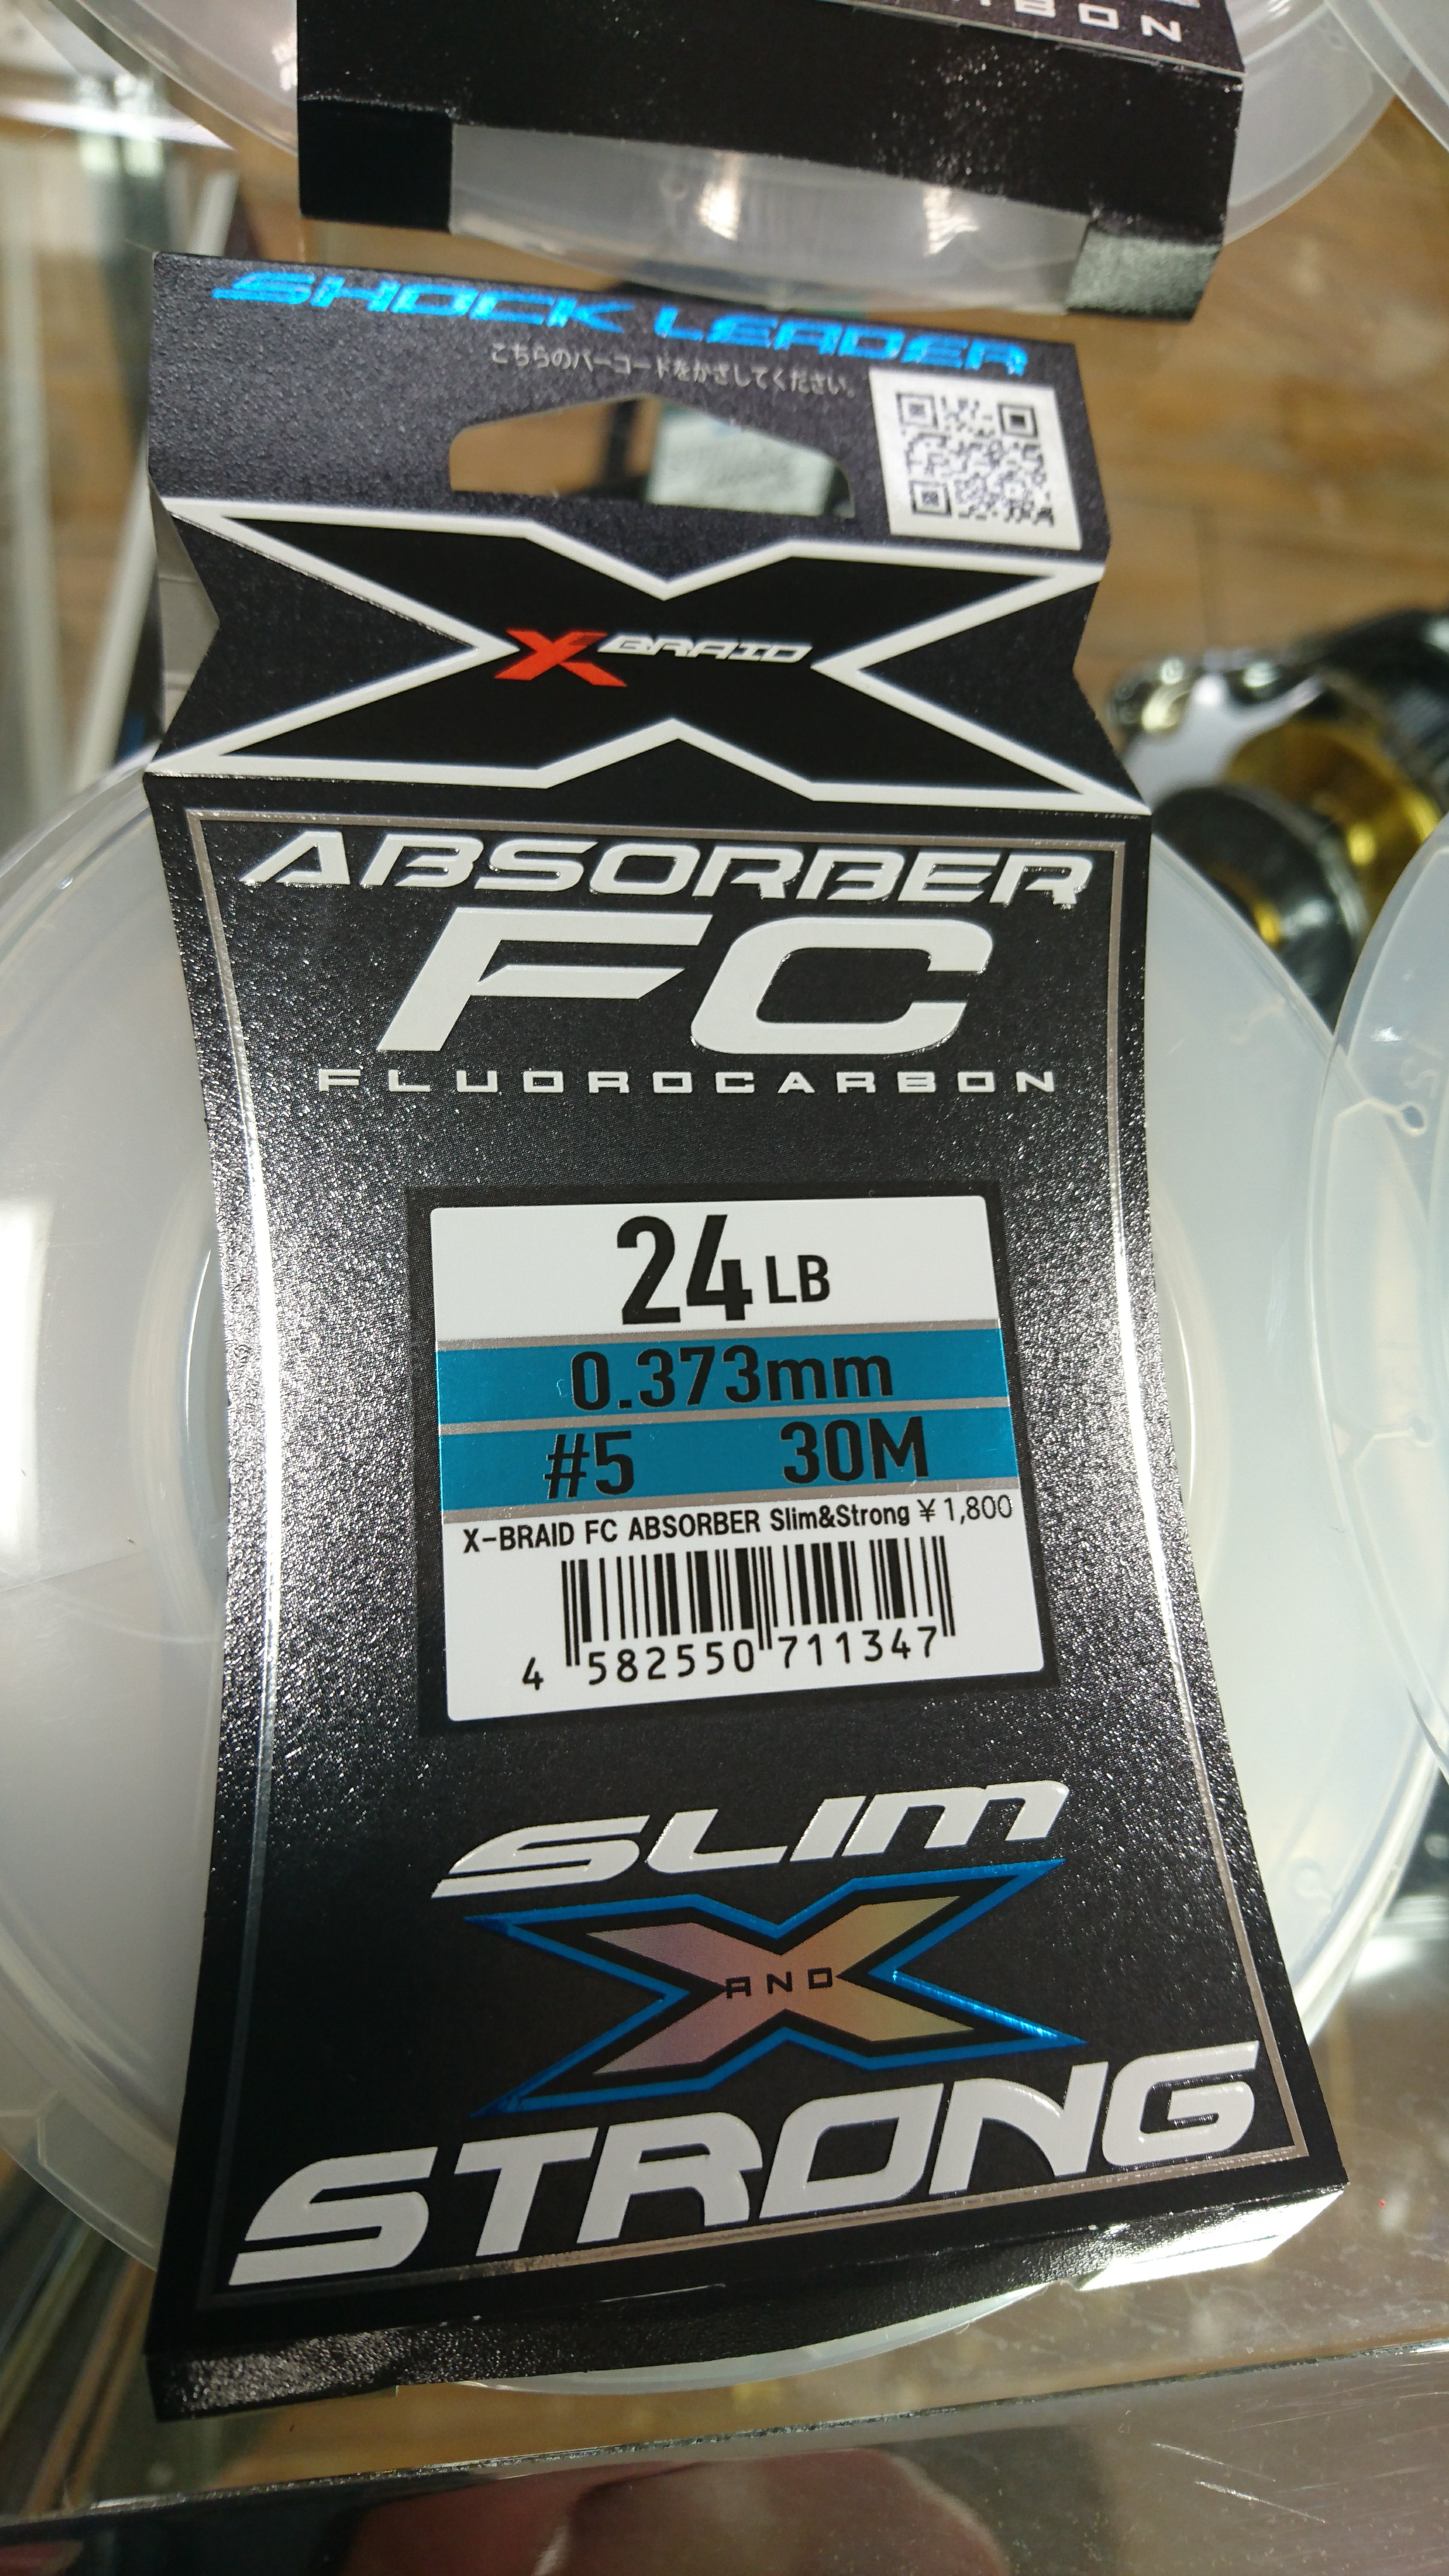 SHOCK LEADER
こちらのバーコードをかざしてください。
X BRAID
ABSORBER
FC
FLUOROCARBON
24 LB
0.373mm
#5 30M
X-BRAID FC ABSORBER Slim&Strong ¥1,800
4 582550 711347
SLIM
AND
STRONG